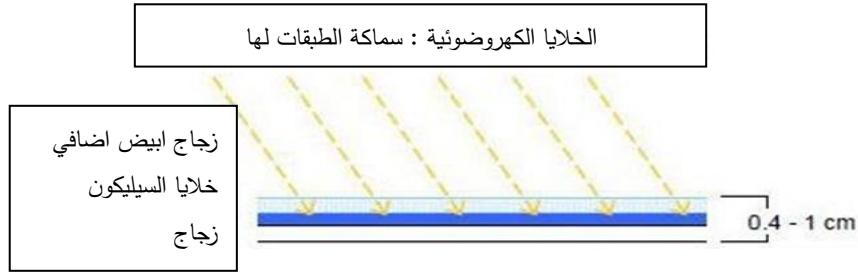 الخلايا الكهروضوئية : سماكة الطبقات لها
زجاج ابيض اضافي
خلايا السيليكون
زجاج
0.4 - 1 cm